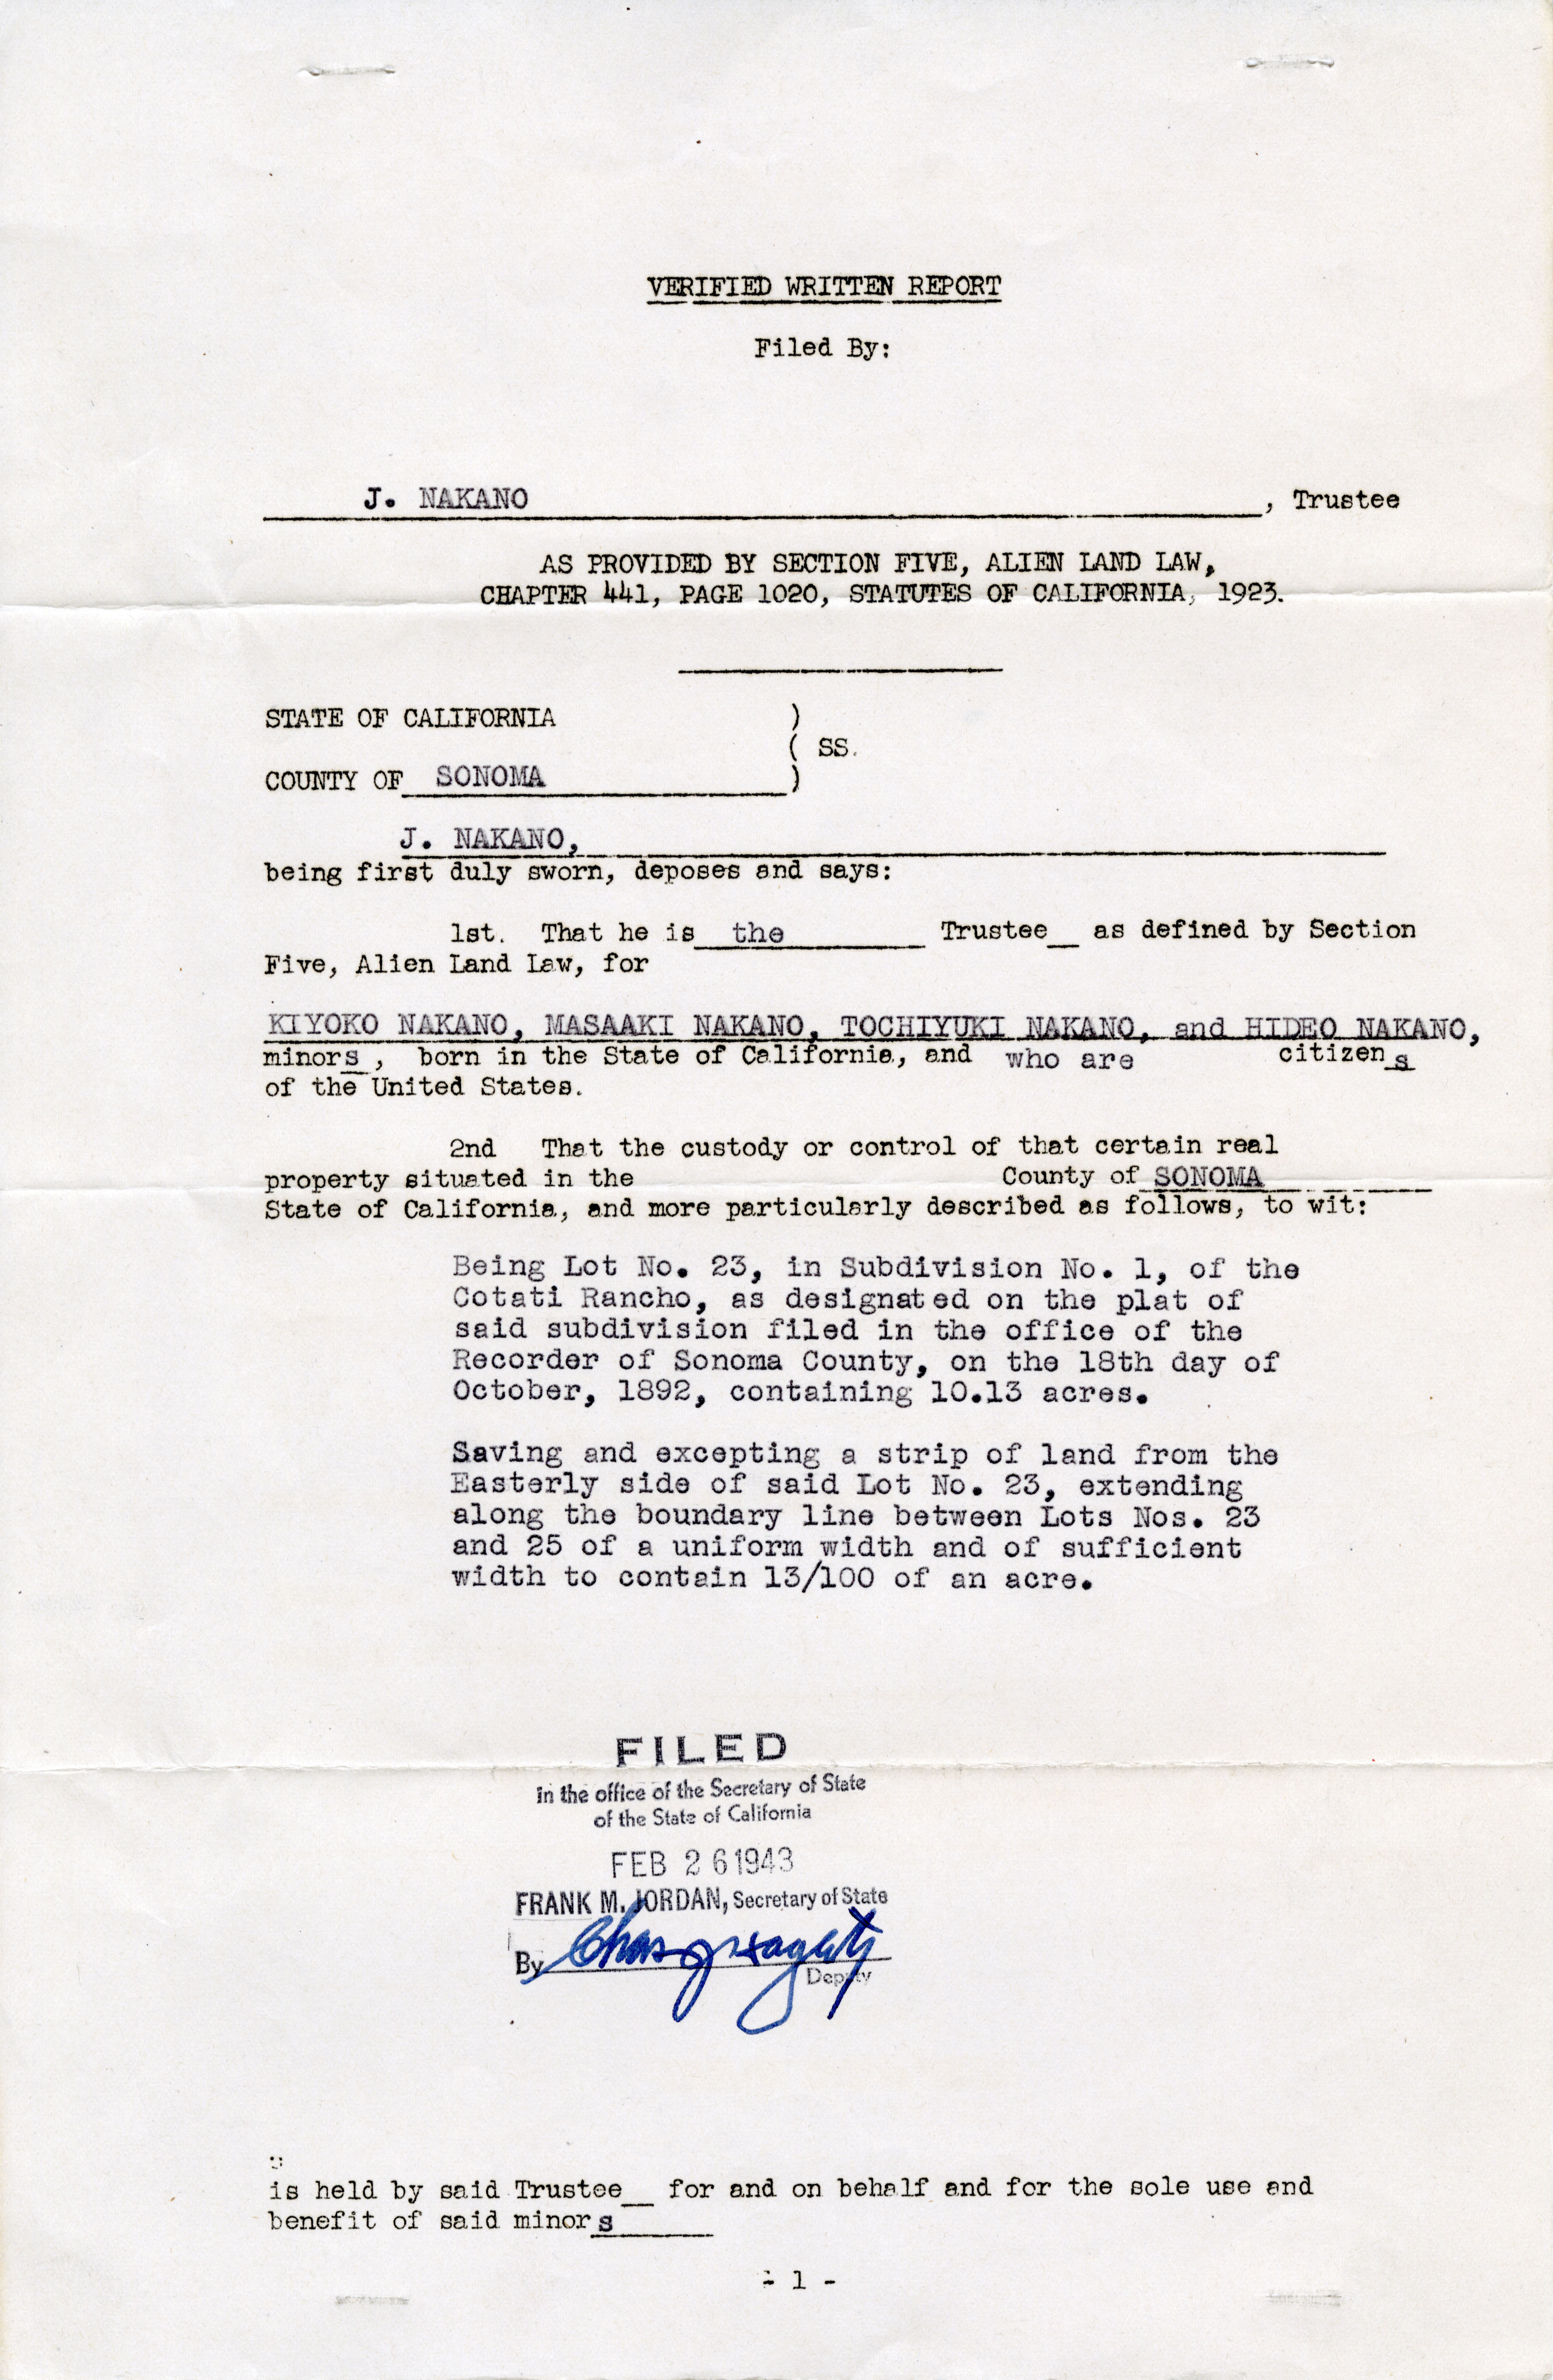 VERIFIED WRITTEN REPORT
Filed By:
J. NAKANO, Trustee
AS PROVIDED BY SECTION FIVE, ALIEN LAND LAW,
CHAPTER 441, PAGE 1020, STATUTES OF CALIFORNIA, 1923.
STATE OF CALIFORNIA )
( SS.
COUNTY OF SONOMA )
J. NAKANO,
being first duly sworn, deposes and says:
1st. That he is the Trustee_ as defined by Section
Five, Alien Land Law, for
KIYOKO NAKANO, MASAAKI NAKANO, TOCHIYUKI NAKANO, and HIDEO NAKANO,
minors, born in the State of California, and who are citizens
of the United States.
2nd That the custody or control of that certain real
property situated in the County of SONOMA
State of California, and more particularly described as follows, to wit:
Being Lot No. 23, in Subdivision No. 1, of the
Cotati Rancho, as designated on the plat of
said subdivision filed in the office of the
Recorder of Sonoma County, on the 18th day of
October, 1892, containing 10.13 acres.
Saving and excepting a strip of land from the
Easterly side of said Lot No. 23, extending
along the boundary line between Lots Nos. 23
and 25 of a uniform width and of sufficient
width to contain 13/100 of an acre.
FILED
in the office of the Secretary of State
of the State of California
FEB 26 1943
FRANK M. JORDAN, Secretary of State
By Chas
Deputy
is held by said Trustee_ for and on behalf and for the sole use and
benefit of said minors
- 1 -